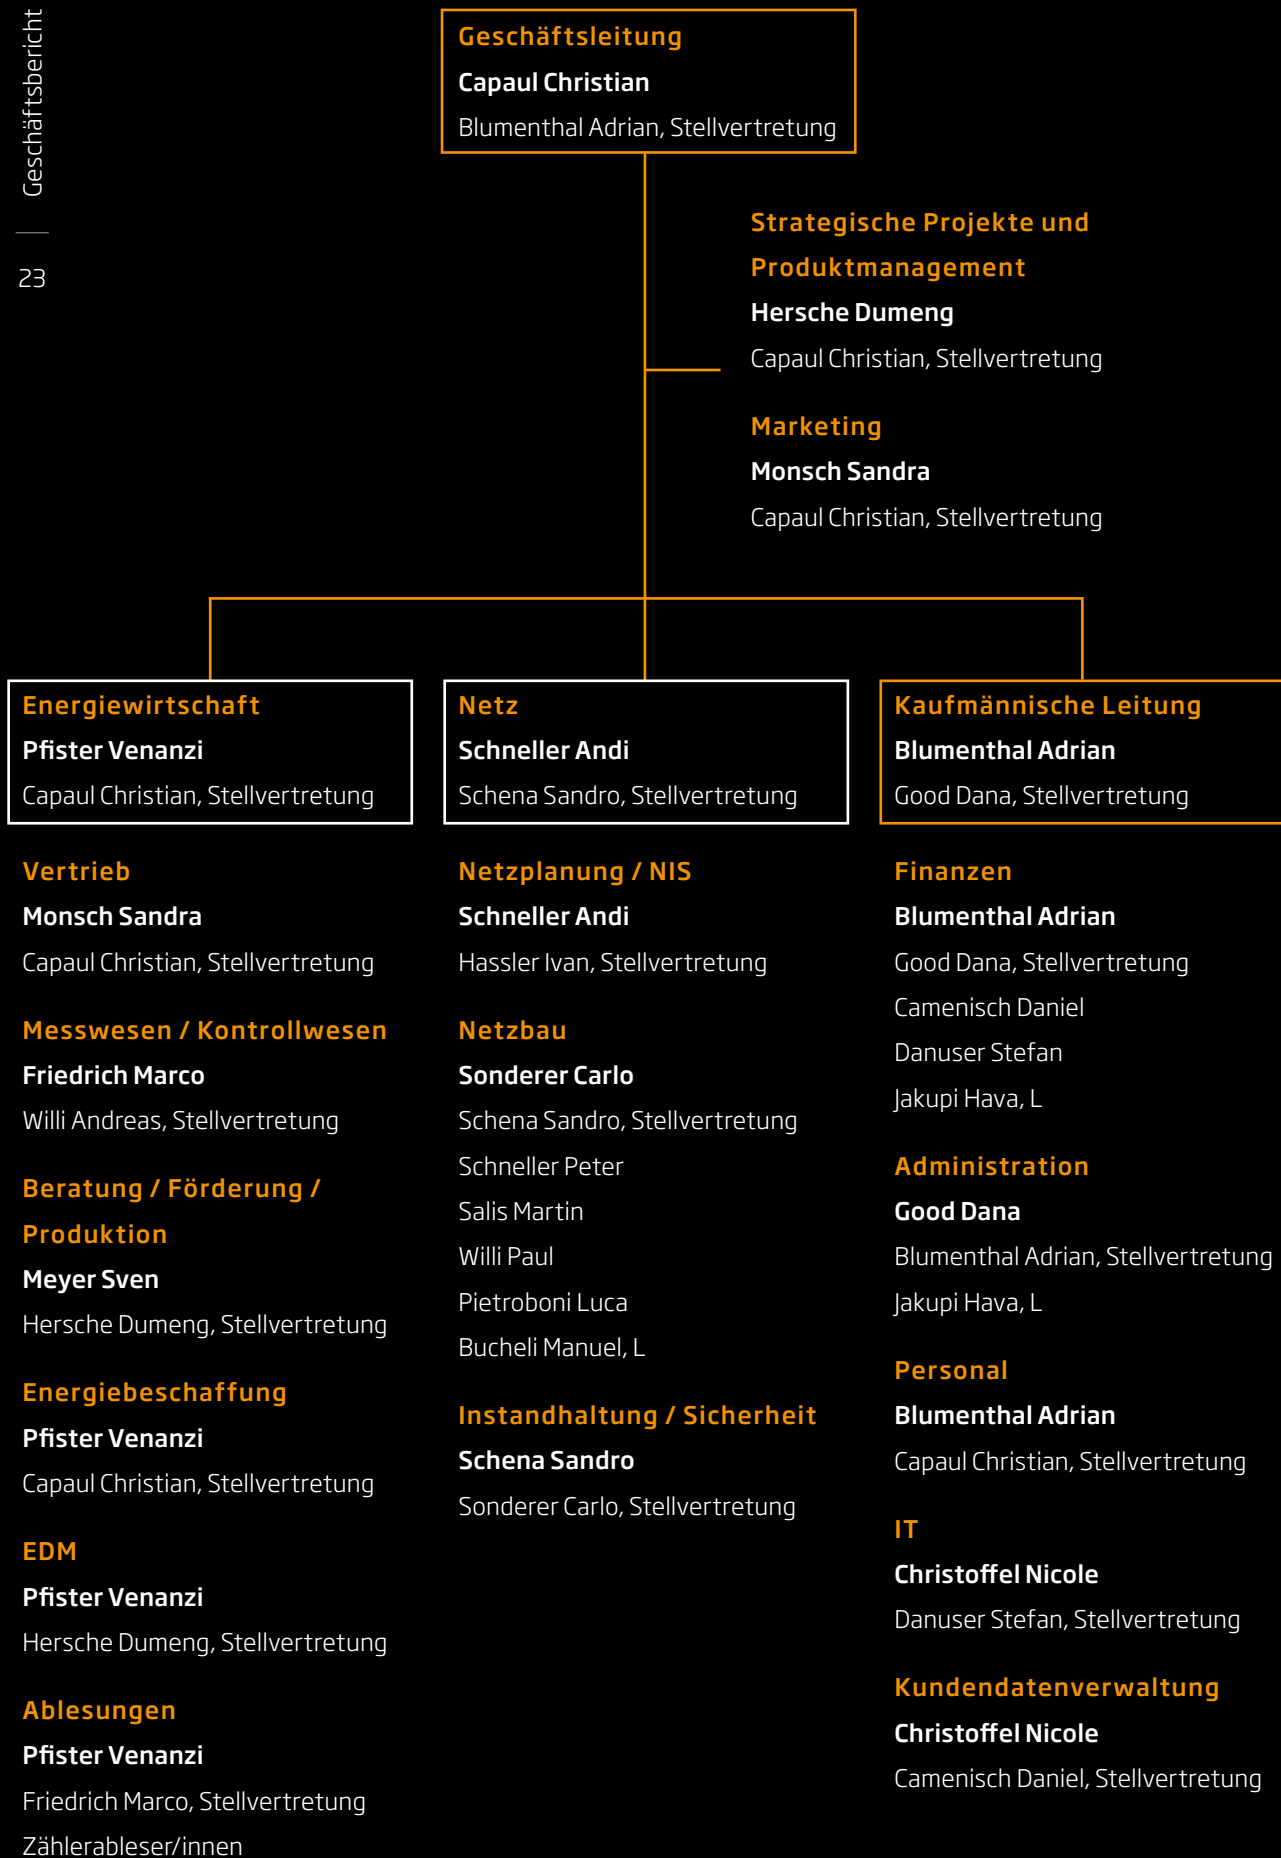 Geschäftsbericht
23
Geschäftsleitung
Capaul Christian
Blumenthal Adrian, Stellvertretung
Strategische Projekte und
Produktmanagement
Hersche Dumeng
Capaul Christian, Stellvertretung
Marketing
Monsch Sandra
Capaul Christian, Stellvertretung
Energiewirtschaft
Pfister Venanzi
Capaul Christian, Stellvertretung
Vertrieb
Monsch Sandra
Capaul Christian, Stellvertretung
Messwesen / Kontrollwesen
Friedrich Marco
Willi Andreas, Stellvertretung
Beratung / Förderung /
Produktion
Meyer Sven
Hersche Dumeng, Stellvertretung
Energiebeschaffung
Pfister Venanzi
Capaul Christian, Stellvertretung
EDM
Pfister Venanzi
Hersche Dumeng, Stellvertretung
Ablesungen
Pfister Venanzi
Friedrich Marco, Stellvertretung
Zählerableser/innen
Netz
Schneller Andi
Schena Sandro, Stellvertretung
Netzplanung / NIS
Schneller Andi
Hassler Ivan, Stellvertretung
Netzbau
Sonderer Carlo
Schena Sandro, Stellvertretung
Schneller Peter
Salis Martin
Willi Paul
Pietroboni Luca
Bucheli Manuel, L
Instandhaltung / Sicherheit
Schena Sandro
Sonderer Carlo, Stellvertretung
Kaufmännische Leitung
Blumenthal Adrian
Good Dana, Stellvertretung
Finanzen
Blumenthal Adrian
Good Dana, Stellvertretung
Camenisch Daniel
Danuser Stefan
Jakupi Hava, L
Administration
Good Dana
Blumenthal Adrian, Stellvertretung
Jakupi Hava, L
Personal
Blumenthal Adrian
Capaul Christian, Stellvertretung
IT
Christoffel Nicole
Danuser Stefan, Stellvertretung
Kundendatenverwaltung
Christoffel Nicole
Camenisch Daniel, Stellvertretung